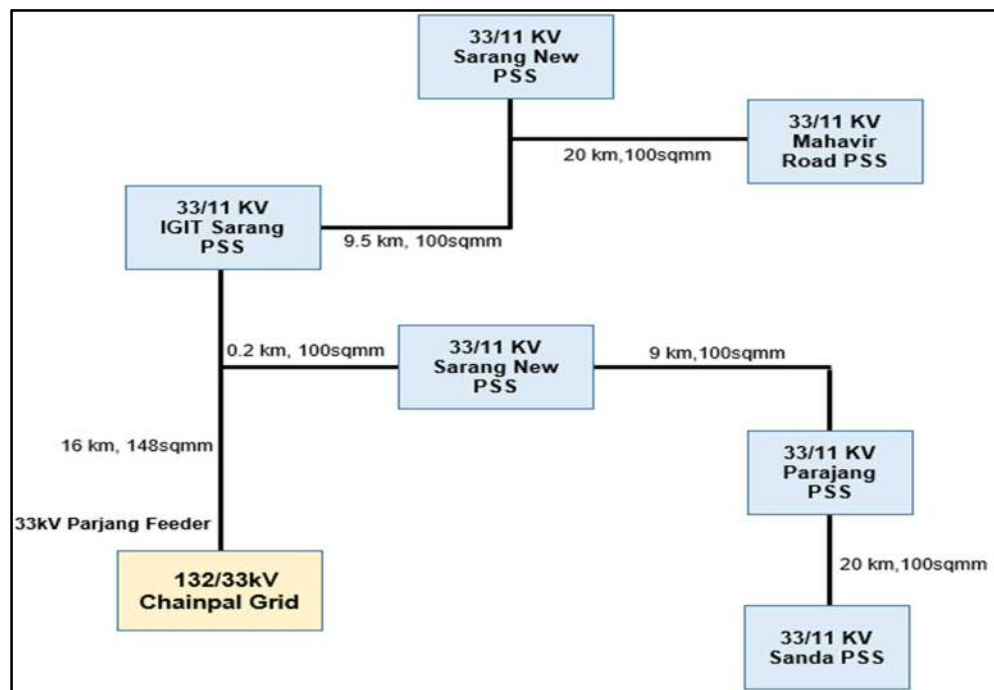 33/11 KV
Sarang New
PSS
33/11 KV
Mahavir
Road PSS
20 km,100sqmm
33/11 KV
IGIT Sarang
PSS
9.5 km, 100sqmm
0.2 km, 100sqmm
33/11 KV
Sarang New
PSS
9 km,100sqmm
16 km, 148sqmm
33/11 KV
Parajang
PSS
33kV Parjang Feeder
132/33kV
Chainpal Grid
20 km,100sqmm
33/11 KV
Sanda PSS